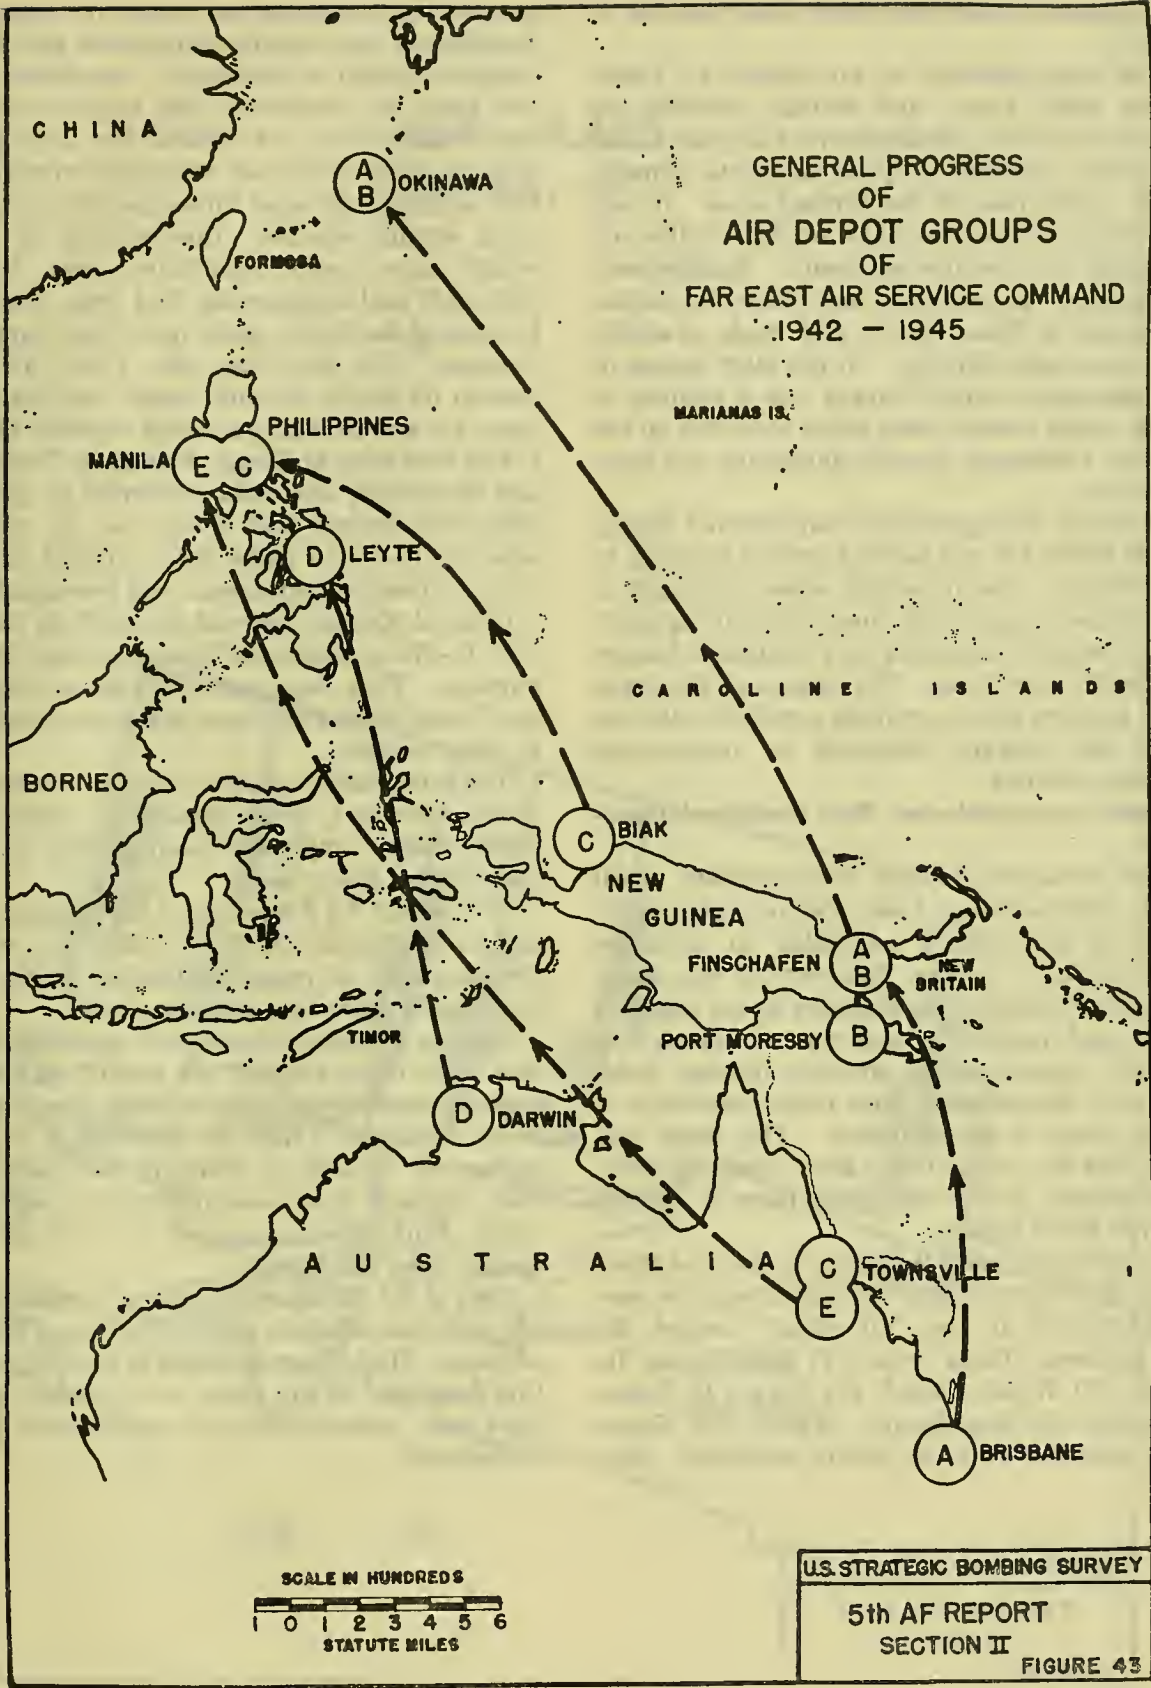 CHINA
A
B
OKINAWA
FORMOSA
GENERAL PROGRESS
OF
AIR DEPOT GROUPS
OF
FAR EAST AIR SERVICE COMMAND
1942 – 1945
MARIANAS IS.
PHILIPPINES
MANILA
E C
D
LEYTE
CAROLINE ISLANDS
BORNEO
C
BIAK
NEW
GUINEA
FINSCHAFEN
A
B
NEW
BRITAIN
TIMOR
PORT MORESBY
B
D
DARWIN
AUSTRALIA
C
E
TOWNSVILLE
A
BRISBANE
SCALE IN HUNDREDS
1 0 1 2 3 4 5 6
STATUTE MILES
U.S. STRATEGIC BOMBING SURVEY
5th AF REPORT
SECTION II
FIGURE 43